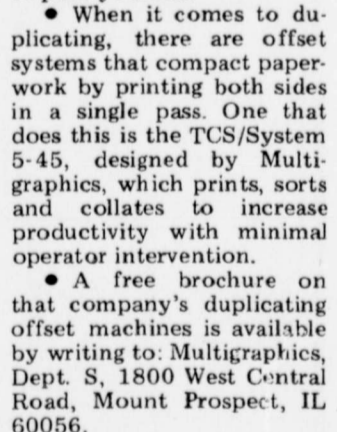 • When it comes to du-
plicating, there are offset
systems that compact paper-
work by printing both sides
in a single pass. One that
does this is the TCS/System
5-45, designed by Multi-
graphics, which prints, sorts
and collates to increase
productivity with minimal
operator intervention.
• A free brochure on
that company's duplicating
offset machines is available
by writing to: Multigraphics,
Dept. S, 1800 West Central
Road, Mount Prospect, IL
60056.